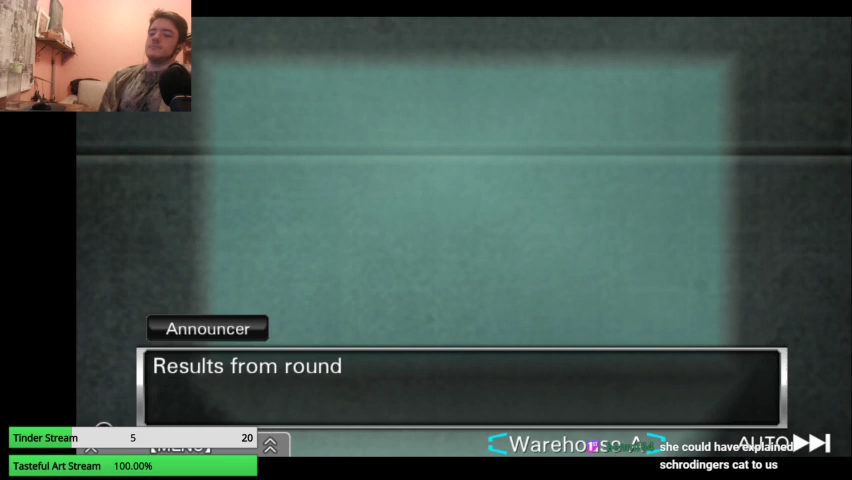 Announcer
Results from round
Tinder Stream 5 20
[MENU]
Warehouse A
AUTO
she could have explained
schrodingers cat to us
Tasteful Art Stream 100.00%